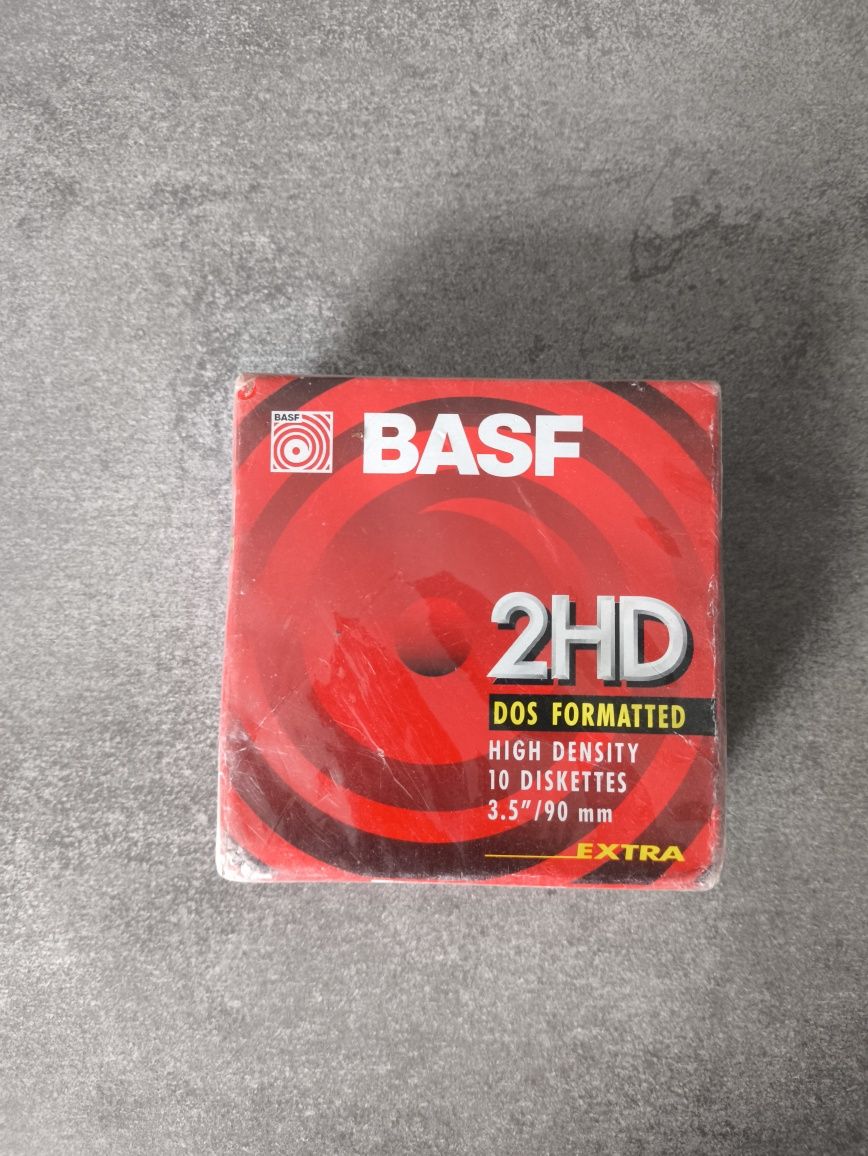 BASF
BASF
2HD
DOS FORMATTED
HIGH DENSITY
10 DISKETTES
3.5"/90 mm
EXTRA